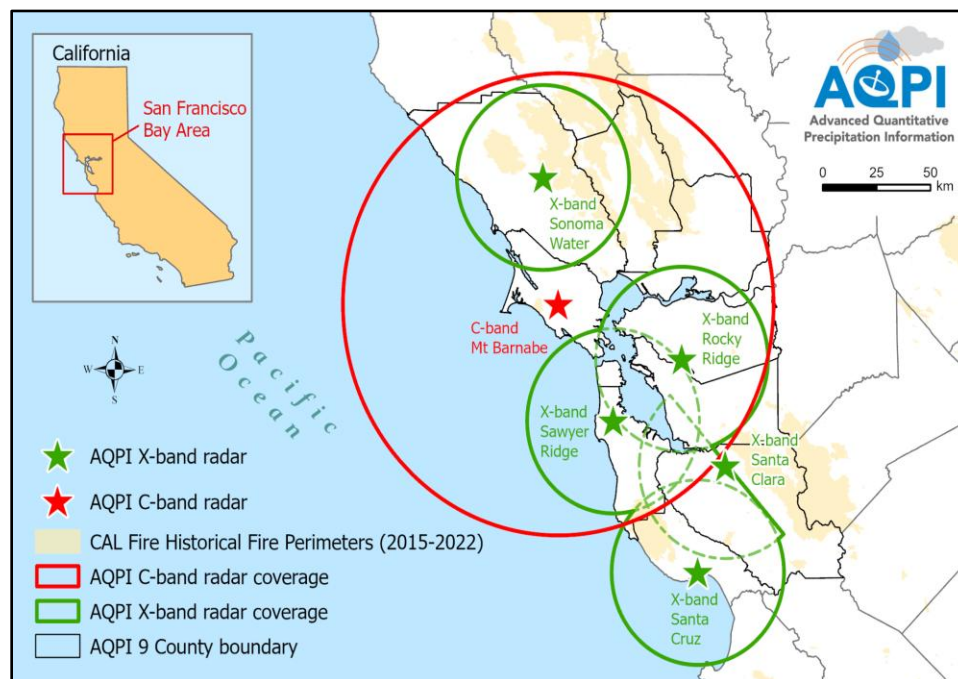 California
San Francisco
Bay Area
AQPI
Advanced Quantitative
Precipitation Information
0 25 50
km
X-band
Sonoma
Water
C-band
Mt Barnabe
X-band
Rocky
Ridge
X-band
Sawyer
Ridge
X-band
Santa
Clara
X-band
Santa
Cruz
Pacific
Ocean
N
W E
S
AQPI X-band radar
AQPI C-band radar
CAL Fire Historical Fire Perimeters (2015-2022)
AQPI C-band radar coverage
AQPI X-band radar coverage
AQPI 9 County boundary